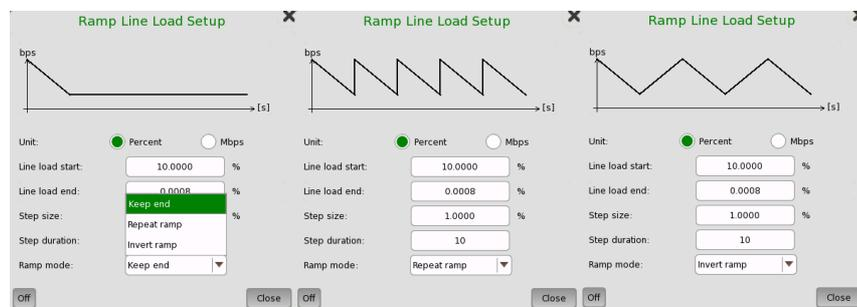 Ramp Line Load Setup
bps
[s]
Unit: Percent Mbps
Line load start: 10.0000 %
Line load end: 0.0008 %
Step size: %
Step duration:
Keep end
Repeat ramp
Invert ramp
Ramp mode: Keep end
Off Close
Ramp Line Load Setup
bps
[s]
Unit: Percent Mbps
Line load start: 10.0000 %
Line load end: 0.0008 %
Step size: 1.0000 %
Step duration: 10
Ramp mode: Repeat ramp
Off Close
Ramp Line Load Setup
bps
[s]
Unit: Percent Mbps
Line load start: 10.0000 %
Line load end: 0.0008 %
Step size: 1.0000 %
Step duration: 10
Ramp mode: Invert ramp
Off Close